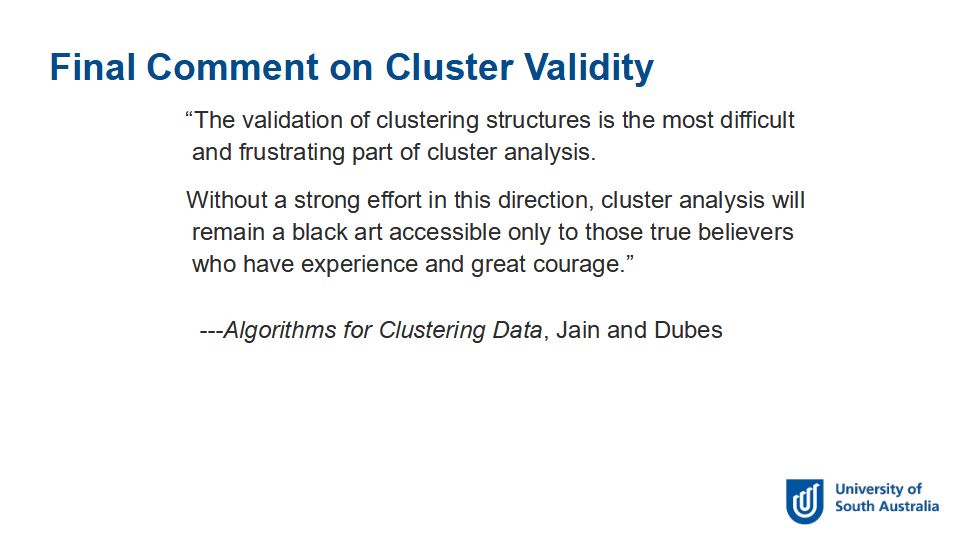 Final Comment on Cluster Validity
“The validation of clustering structures is the most difficult
and frustrating part of cluster analysis.
Without a strong effort in this direction, cluster analysis will
remain a black art accessible only to those true believers
who have experience and great courage.”
---Algorithms for Clustering Data, Jain and Dubes
University of
South Australia